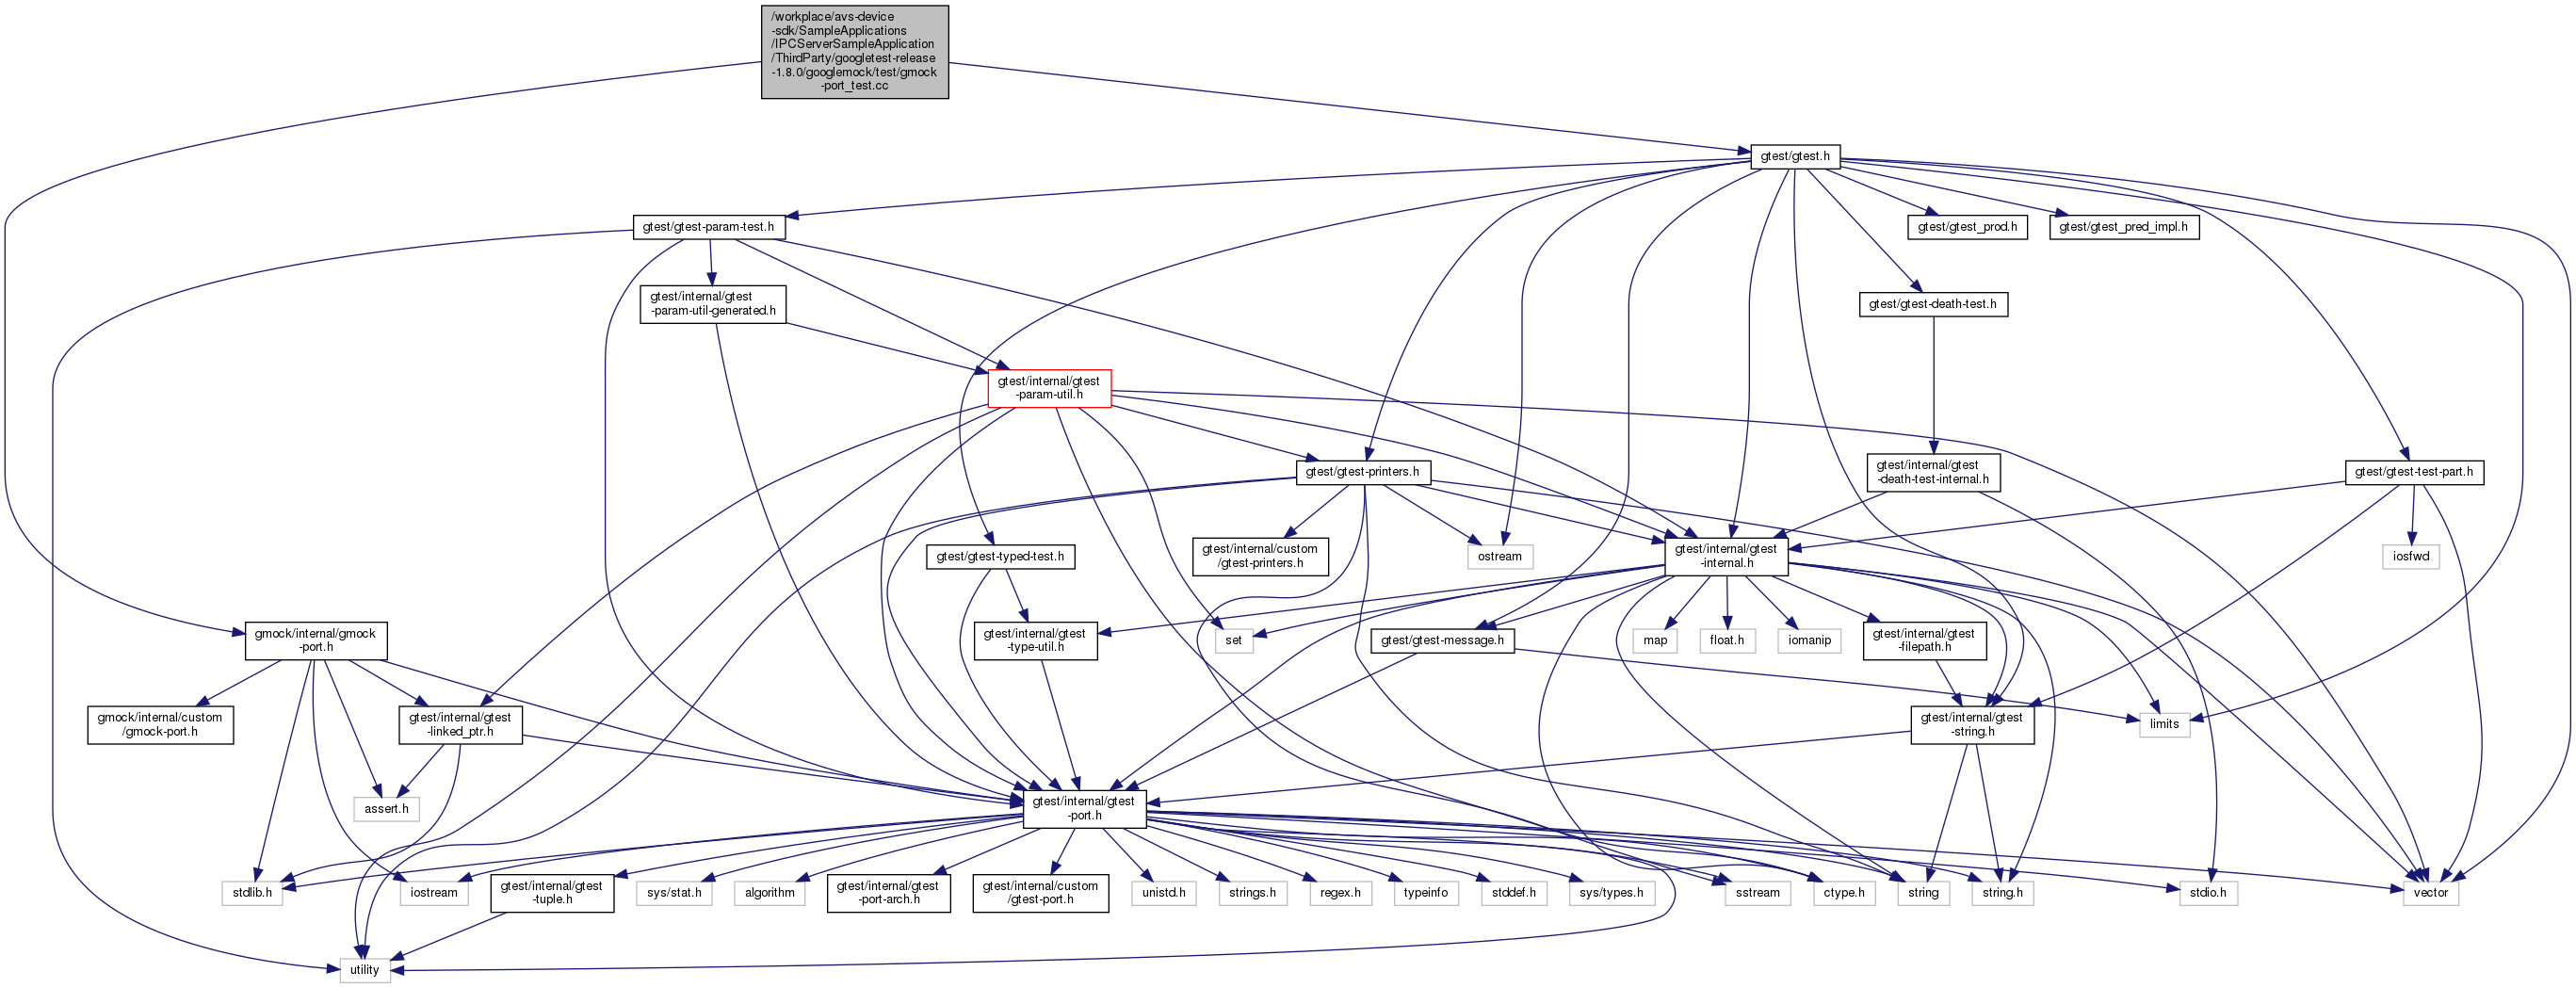 /workplace/avs-device
-sdk/SampleApplications
/IPCServerSampleApplication
/ThirdParty/googletest-release
-1.8.0/googlemock/test/gmock
-port_test.cc
gtest/gtest.h
gtest/gtest-param-test.h
gtest/gtest_prod.h
gtest/gtest_pred_impl.h
gtest/internal/gtest
-param-util-generated.h
gtest/gtest-death-test.h
gtest/internal/gtest
-param-util.h
gtest/gtest-printers.h
gtest/internal/gtest
-death-test-internal.h
gtest/gtest-test-part.h
gtest/gtest-typed-test.h
gtest/internal/custom
/gtest-printers.h
ostream
gtest/internal/gtest
-internal.h
iosfwd
gmock/internal/gmock
-port.h
gtest/internal/gtest
-type-util.h
set
gtest/gtest-message.h
map
float.h
iomanip
gtest/internal/gtest
-filepath.h
gmock/internal/custom
/gmock-port.h
gtest/internal/gtest
-linked_ptr.h
gtest/internal/gtest
-string.h
limits
assert.h
gtest/internal/gtest
-port.h
stdlib.h
iostream
gtest/internal/gtest
-tuple.h
sys/stat.h
algorithm
gtest/internal/gtest
-port-arch.h
gtest/internal/custom
/gtest-port.h
unistd.h
strings.h
regex.h
typeinfo
stddef.h
sys/types.h
sstream
ctype.h
string
string.h
stdio.h
vector
utility